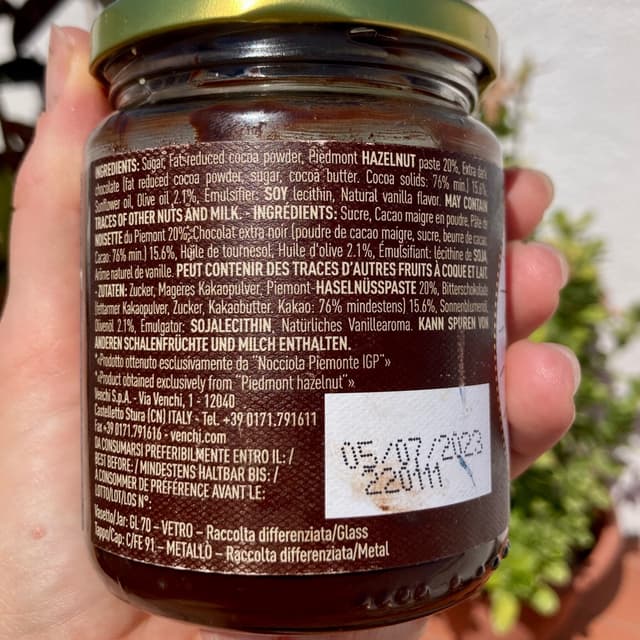 INGREDIENTS: Sugar, Fat reduced cocoa powder, Piedmont HAZELNUT paste 20%, Extra dark
chocolate (fat reduced cocoa powder, sugar, cocoa butter. Cocoa solids: 76% min.) 15.6%,
Sunflower oil, Olive oil 2.1%, Emulsifier: SOY lecithin, Natural vanilla flavor. MAY CONTAIN
TRACES OF OTHER NUTS AND MILK. - INGRÉDIENTS: Sucre, Cacao maigre en poudre, Pâte de
NOISETTE du Piemont 20%*, Chocolat extra noir (poudre de cacao maigre, sucre, beurre de cacao.
Cacao: 76% min.) 15.6%, Huile de tournesol, Huile d'olive 2.1%, Émulsifiant: lécithine de SOJA,
Arôme naturel de vanille. PEUT CONTENIR DES TRACES D'AUTRES FRUITS À COQUE ET LAIT.
- ZUTATEN: Zucker, Mageres Kakaopulver, Piemont HASELNÜSSPASTE 20%, Bitterschokolade
(fettarmer Kakaopulver, Zucker, Kakaobutter. Kakao: 76% mindestens) 15.6%, Sonnenblumenöl,
Olivenöl 2.1%, Emulgator: SOJALECITHIN, Natürliches Vanillearoma. KANN SPUREN VON
ANDEREN SCHALENFRÜCHTE UND MILCH ENTHALTEN.
*«Prodotto ottenuto esclusivamente da "Nocciola Piemonte IGP"»
«Product obtained exclusively from "Piedmont hazelnut"»
Venchi S.p.A. - Via Venchi, 1 - 12040
Castelletto Stura (CN) ITALY - Tel. +39 0171.791611
Fax +39 0171.791616 - venchi.com
DA CONSUMARSI PREFERIBILMENTE ENTRO IL: /
BEST BEFORE: / MINDESTENS HALTBAR BIS: /
À CONSOMMER DE PRÉFÉRENCE AVANT LE:
LOTTO/LOT/LOS N°:
05/07/2023
220111
Vasetto/Jar: GL 70 - VETRO - Raccolta differenziata/Glass
Tappo/Cap: C/FE 91 - METALLO - Raccolta differenziata/Metal